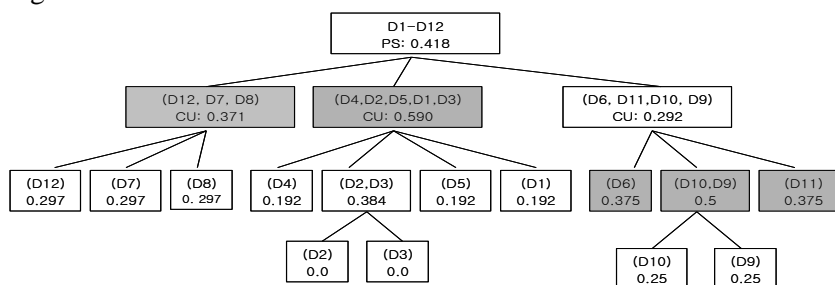 D1-D12
PS: 0.418
(D12, D7, D8)
CU: 0.371
(D4,D2,D5,D1,D3)
CU: 0.590
(D6, D11,D10, D9)
CU: 0.292
(D12)
0.297
(D7)
0.297
(D8)
0. 297
(D4)
0.192
(D2,D3)
0.384
(D5)
0.192
(D1)
0.192
(D6)
0.375
(D10,D9)
0.5
(D11)
0.375
(D2)
0.0
(D3)
0.0
(D10)
0.25
(D9)
0.25